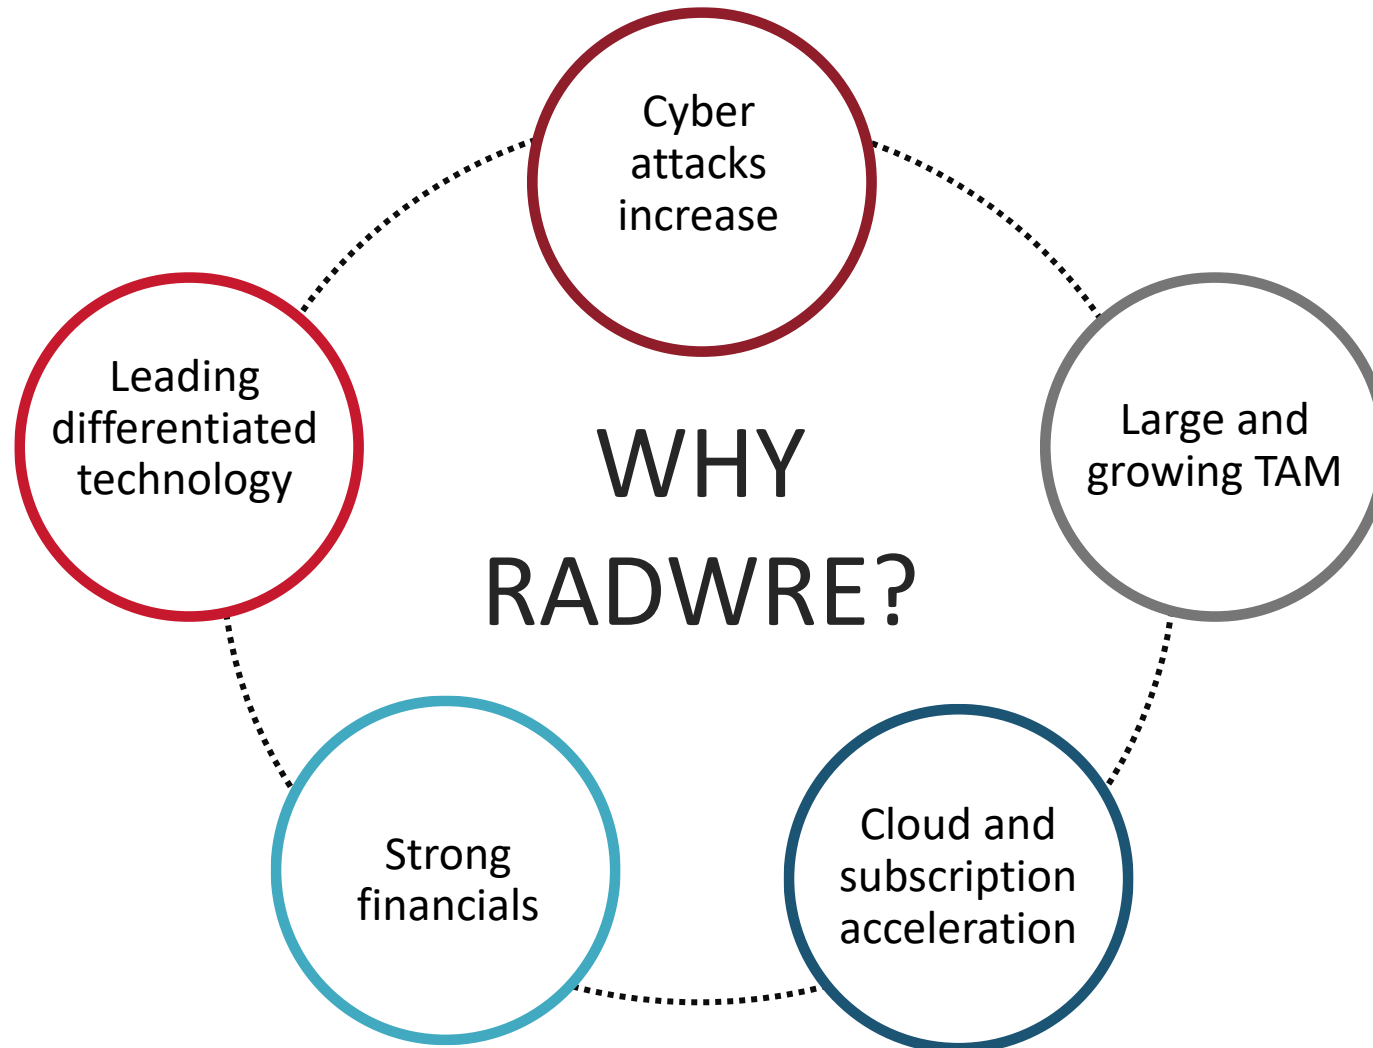 Cyber
attacks
increase
Leading
differentiated
technology
Large and
growing TAM
WHY
RADWRE?
Strong
financials
Cloud and
subscription
acceleration